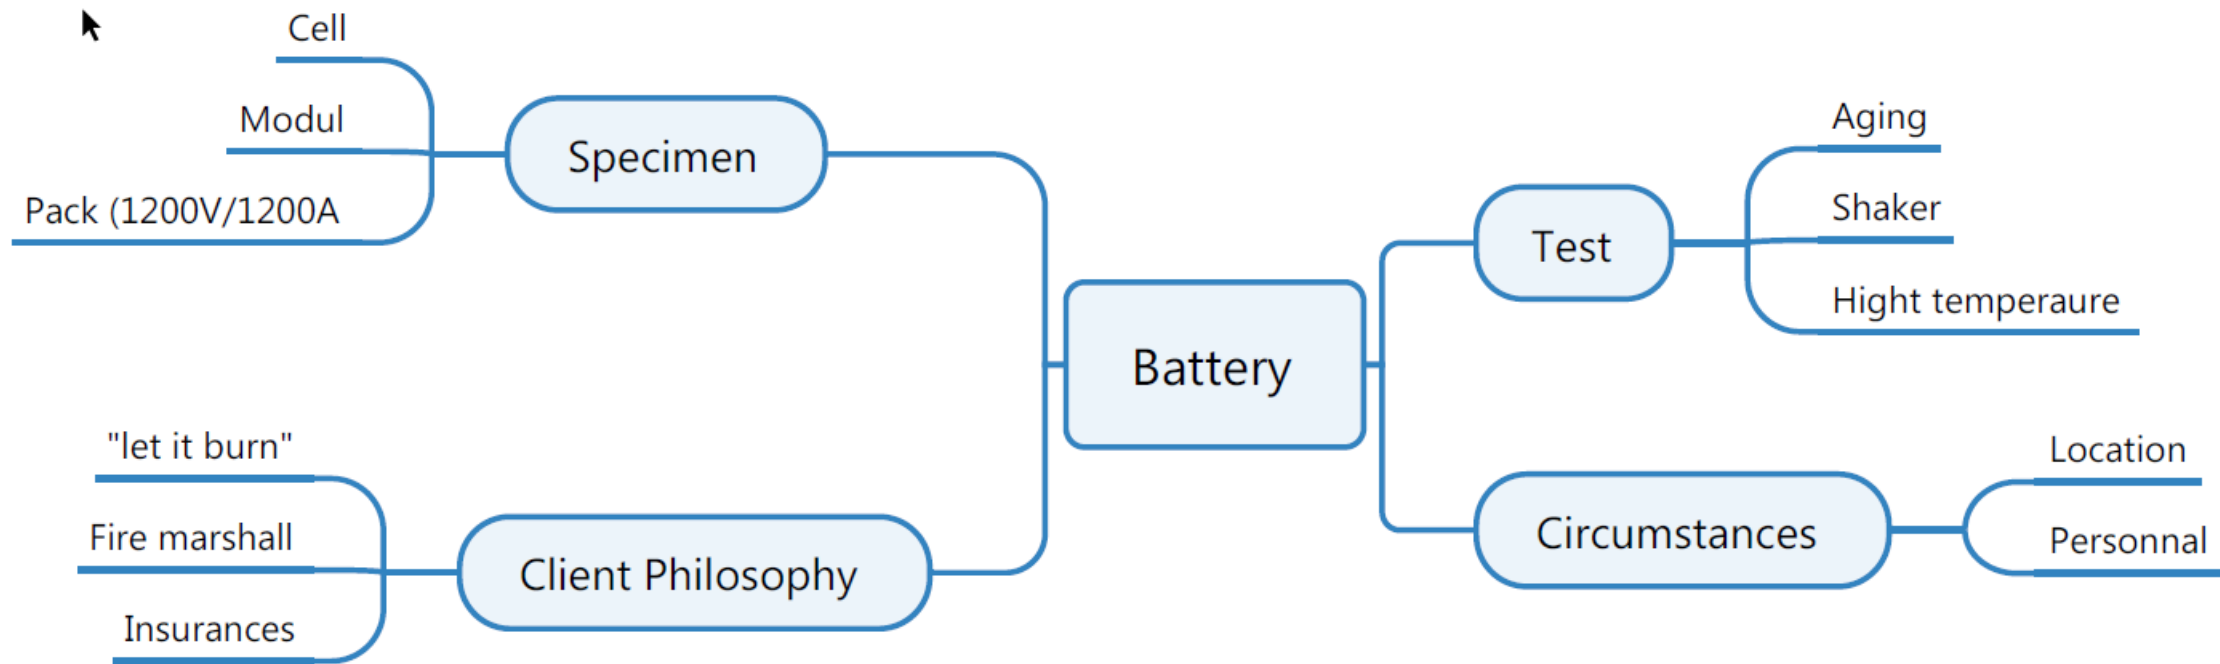 Cell
Modul
Pack (1200V/1200A
Specimen
"let it burn"
Fire marshall
Insurances
Client Philosophy
Battery
Test
Aging
Shaker
Hight temperaure
Circumstances
Location
Personnal